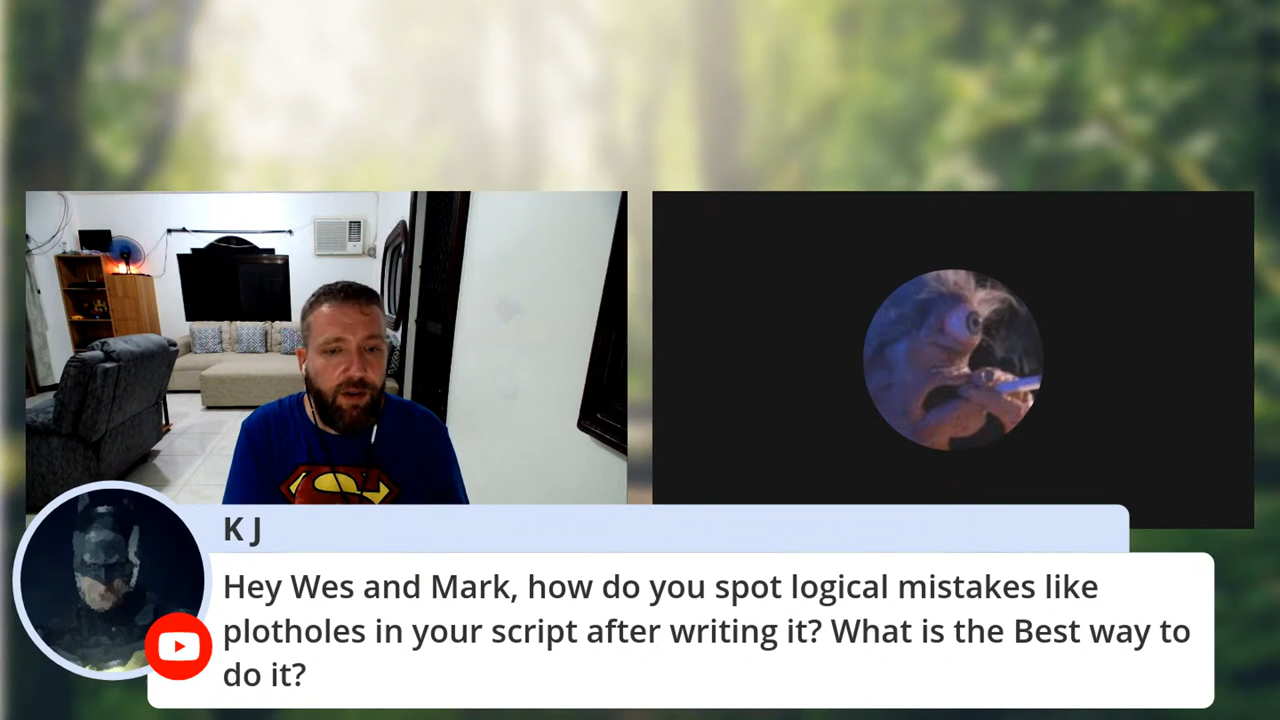 K J
Hey Wes and Mark, how do you spot logical mistakes like
plotholes in your script after writing it? What is the Best way to
do it?